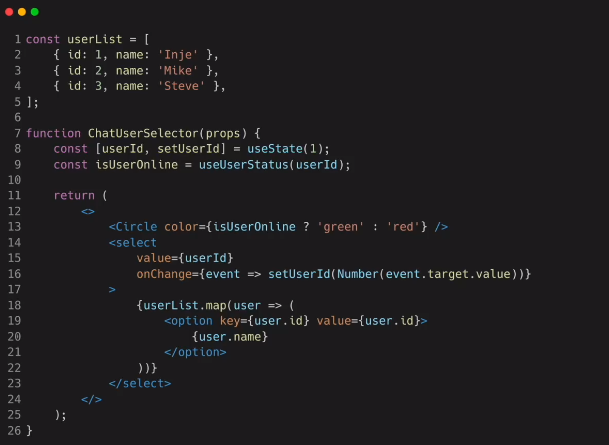 1 const userList = [
2     { id: 1, name: 'Inje' },
3     { id: 2, name: 'Mike' },
4     { id: 3, name: 'Steve' },
5 ];
6
7 function ChatUserSelector(props) {
8     const [userId, setUserId] = useState(1);
9     const isUserOnline = useUserStatus(userId);
10
11     return (
12         <>
13             <Circle color={isUserOnline ? 'green' : 'red'} />
14             <select
15                 value={userId}
16                 onChange={event => setUserId(Number(event.target.value))}
17             >
18                 {userList.map(user => (
19                     <option key={user.id} value={user.id}>
20                         {user.name}
21                     </option>
22                 ))}
23             </select>
24         </>
25     );
26 }